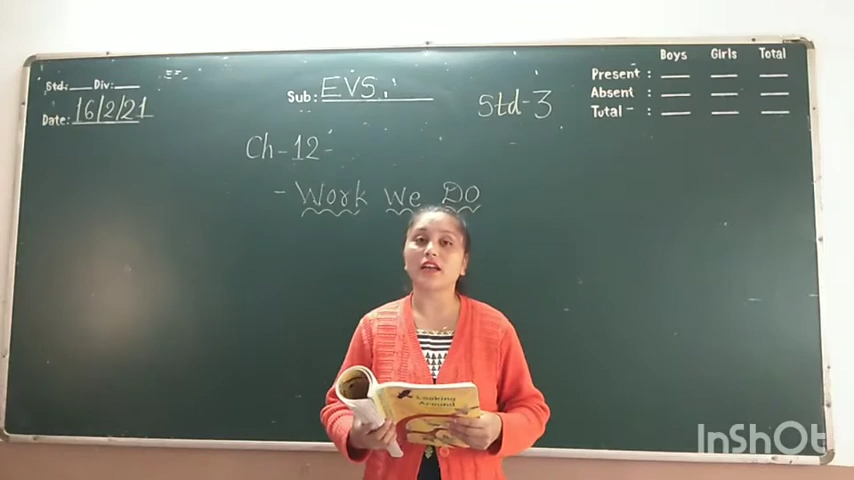 Std: Div:
Date: 16/2/21
Sub: EVS
Std-3
Boys Girls Total
Present :
Absent :
Total :
Ch-12-
- Work We Do
Looking
Around
InShOt